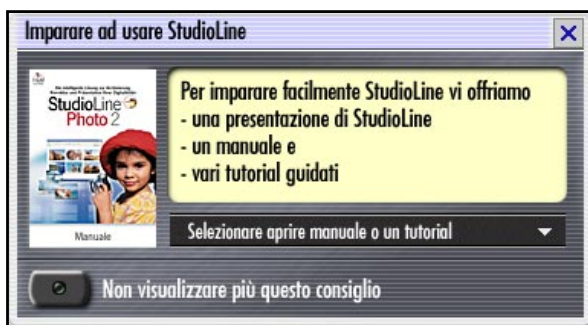 Imparare ad usare StudioLine
StudioLine
Photo 2
Manuale
Per imparare facilmente StudioLine vi offriamo
- una presentazione di StudioLine
- un manuale e
- vari tutorial guidati
Selezionare aprire manuale o un tutorial
Non visualizzare più questo consiglio